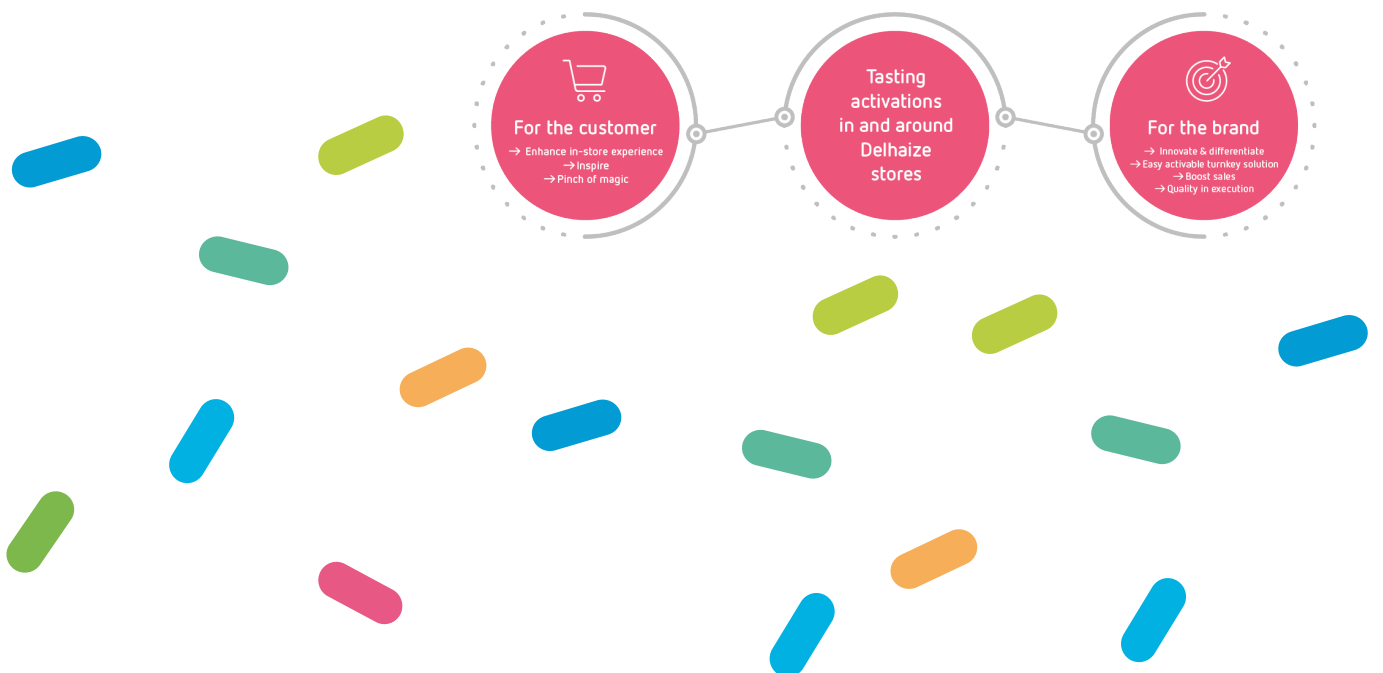 For the customer
→ Enhance in-store experience
→ Inspire
→ Pinch of magic
Tasting
activations
in and around
Delhaize
stores
For the brand
→ Innovate & differentiate
→ Easy activable turnkey solution
→ Boost sales
→ Quality in execution